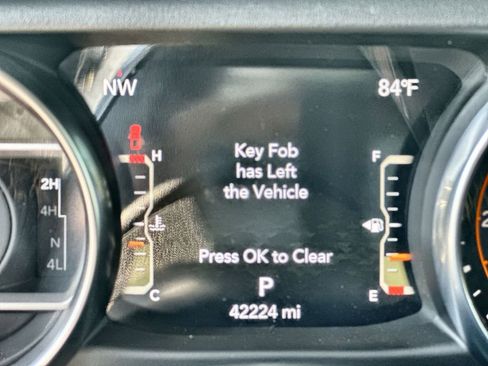 NW
84°F
H
Key Fob
F
has Left
2H
the Vehicle
4H
N
Press OK to Clear
4L
P
C
E
42224 mi